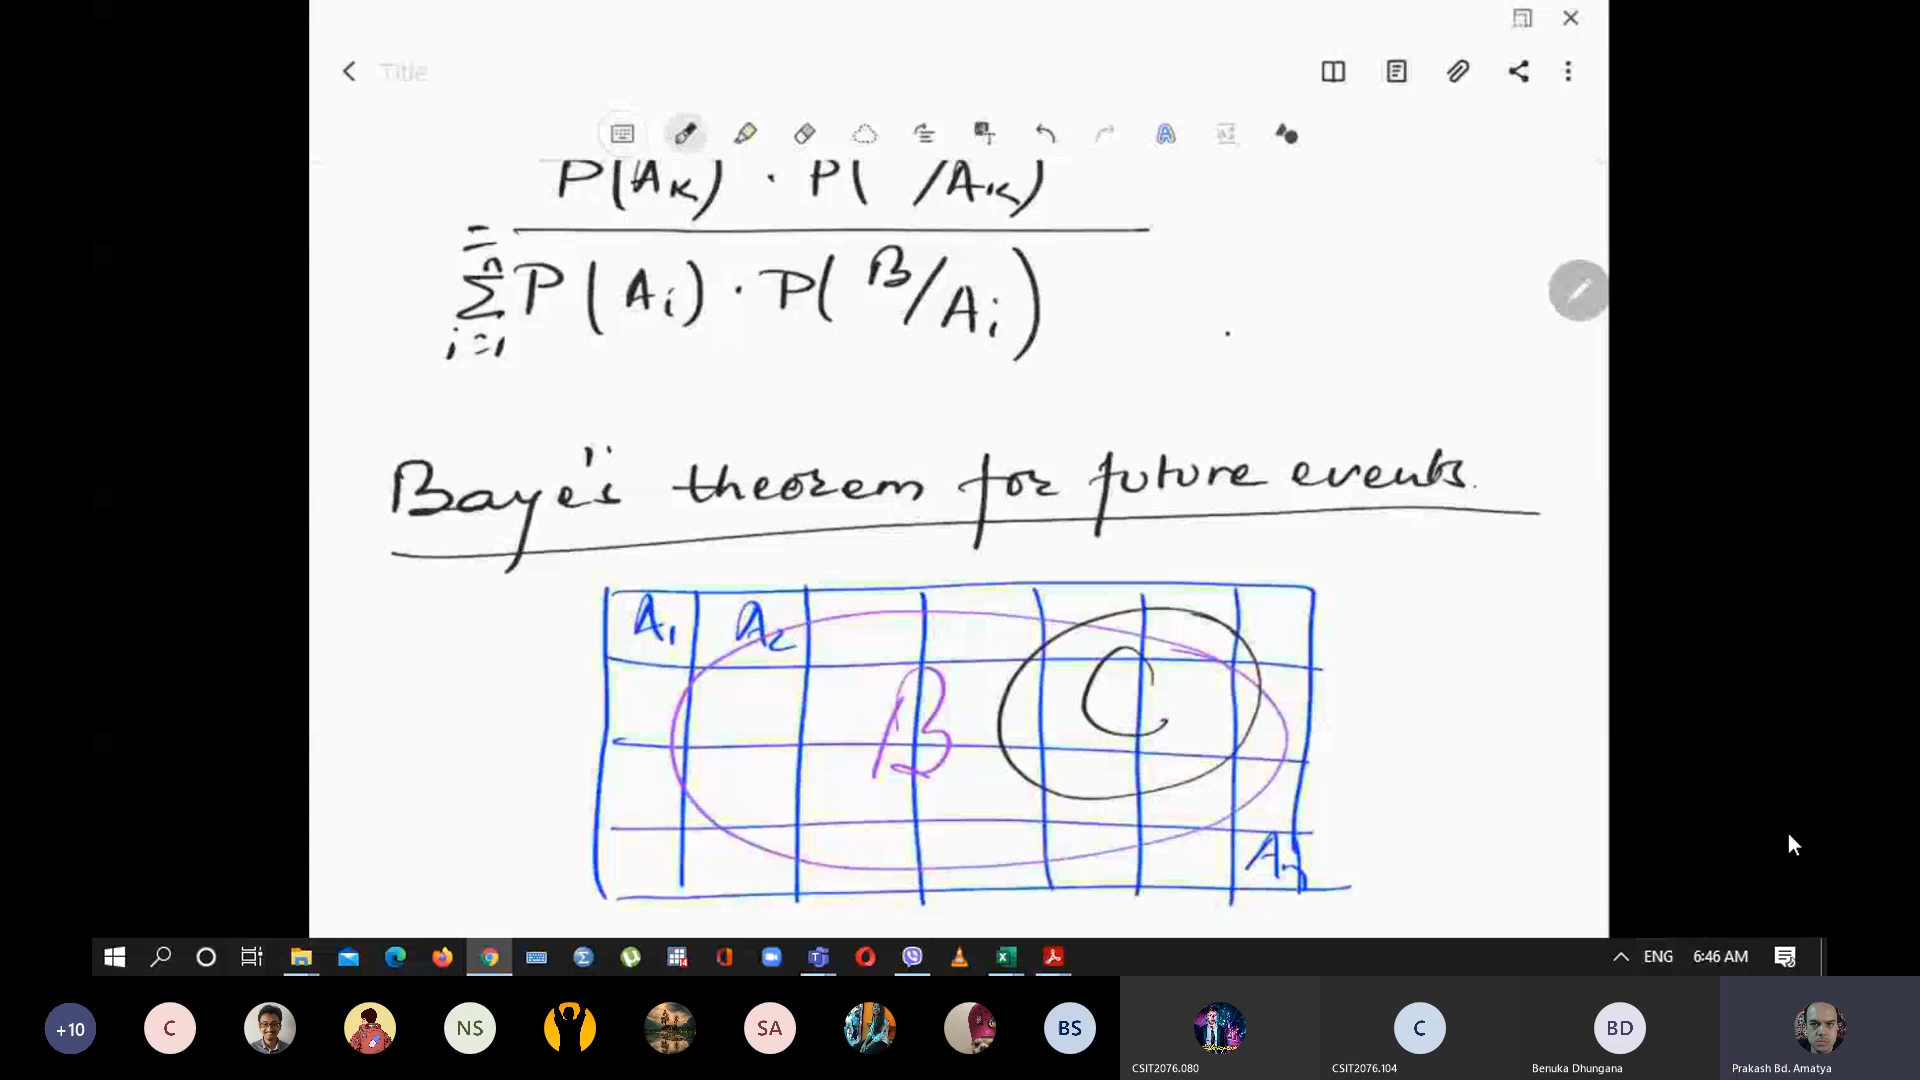 Title
P(AK) · P( /AK)
=
n
Σ P(Ai) · P(B/Ai)
i=1
Baye's theorem for future events.
A1 A2
B C
An
ENG 6:46 AM
+10 C NS SA BS C BD
CSIT2076.080 CSIT2076.104 Benuka Dhungana Prakash Bd. Amatya